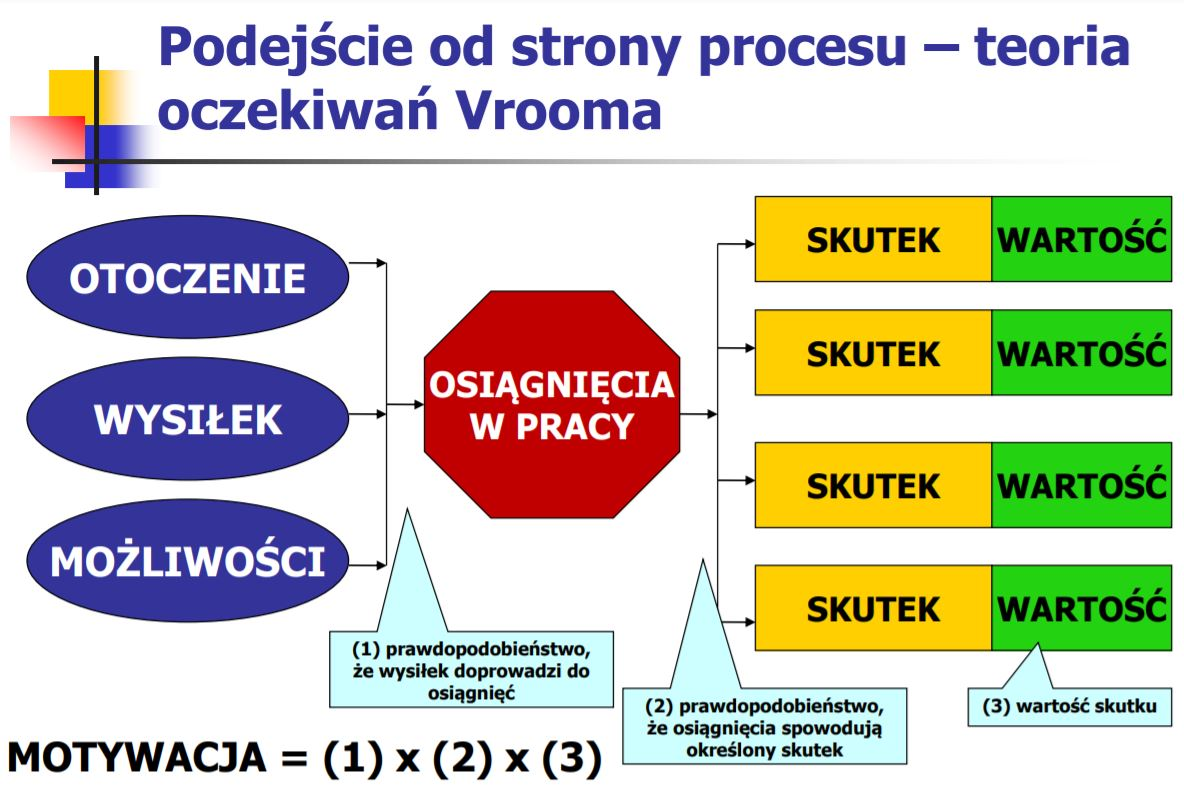 Podejście od strony procesu – teoria
oczekiwań Vrooma
OTOCZENIE
WYSIŁEK
MOŻLIWOŚCI
OSIĄGNIĘCIA
W PRACY
SKUTEK WARTOŚĆ
SKUTEK WARTOŚĆ
SKUTEK WARTOŚĆ
SKUTEK WARTOŚĆ
(1) prawdopodobieństwo,
że wysiłek doprowadzi do
osiągnięć
(2) prawdopodobieństwo,
że osiągnięcia spowodują
określony skutek
(3) wartość skutku
MOTYWACJA = (1) x (2) x (3)